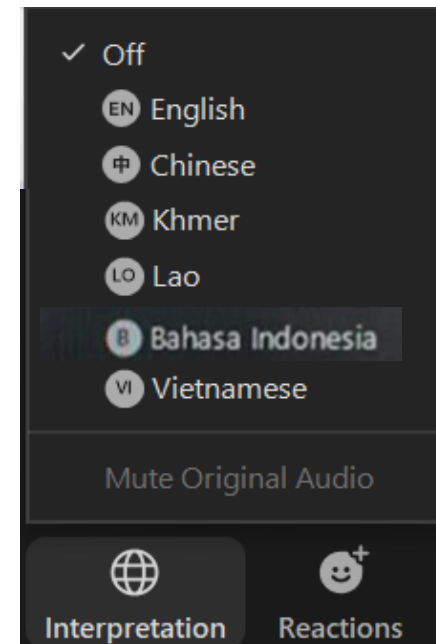 ✓ Off
EN English
中 Chinese
KM Khmer
LO Lao
B Bahasa Indonesia
VI Vietnamese
Mute Original Audio
Interpretation Reactions